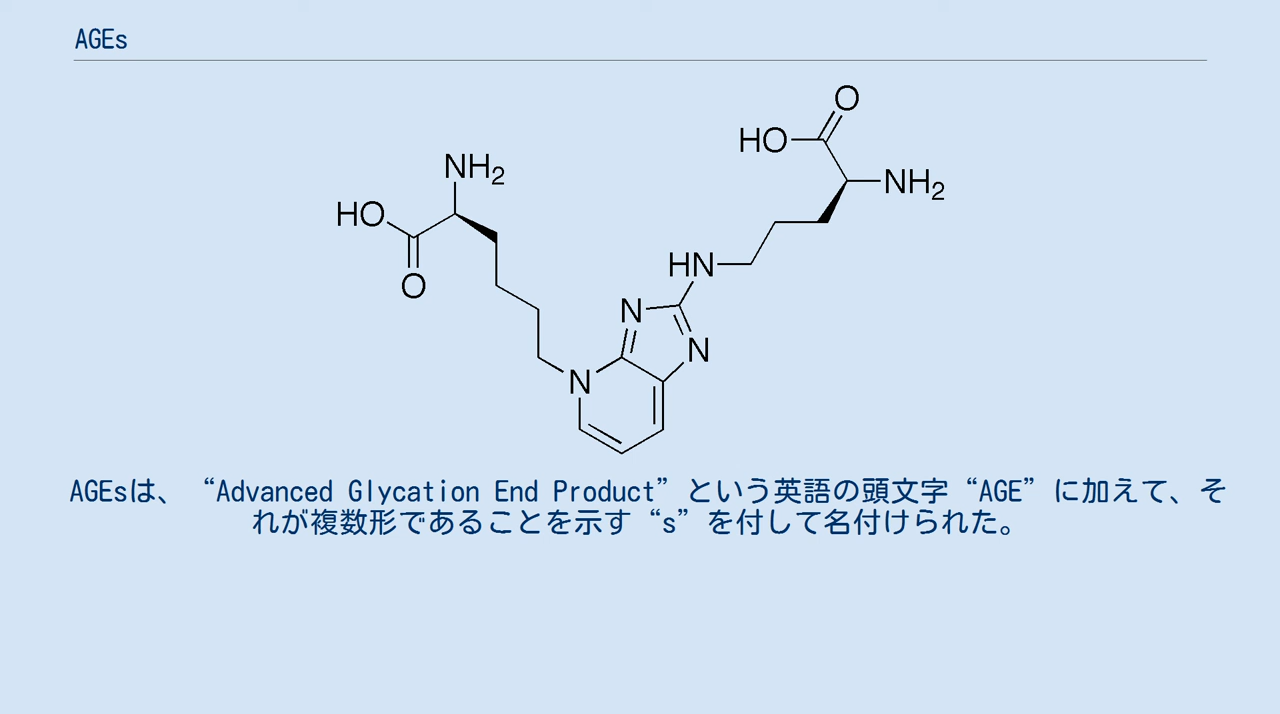 AGEs
O
HO
NH2
NH2
HO
O
HN
N
N
N
AGEsは、“Advanced Glycation End Product”という英語の頭文字“AGE”に加えて、そ
れが複数形であることを示す“s”を付して名付けられた。